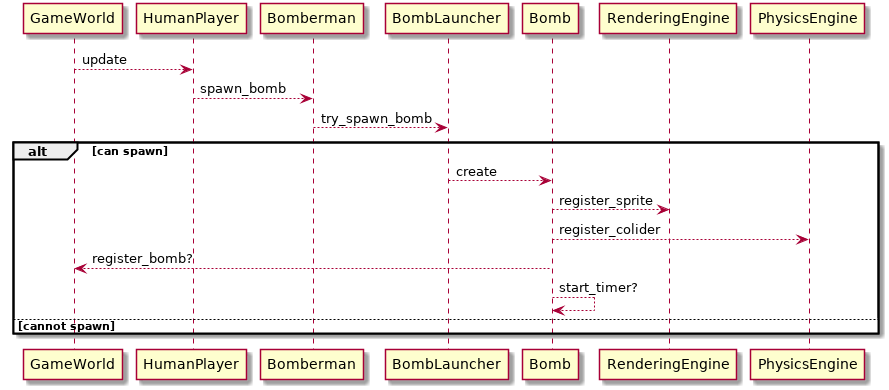 GameWorld HumanPlayer Bomberman BombLauncher Bomb RenderingEngine PhysicsEngine
update
spawn_bomb
try_spawn_bomb
alt [can spawn]
create
register_sprite
register_colider
register_bomb?
start_timer?
[cannot spawn]
GameWorld HumanPlayer Bomberman BombLauncher Bomb RenderingEngine PhysicsEngine